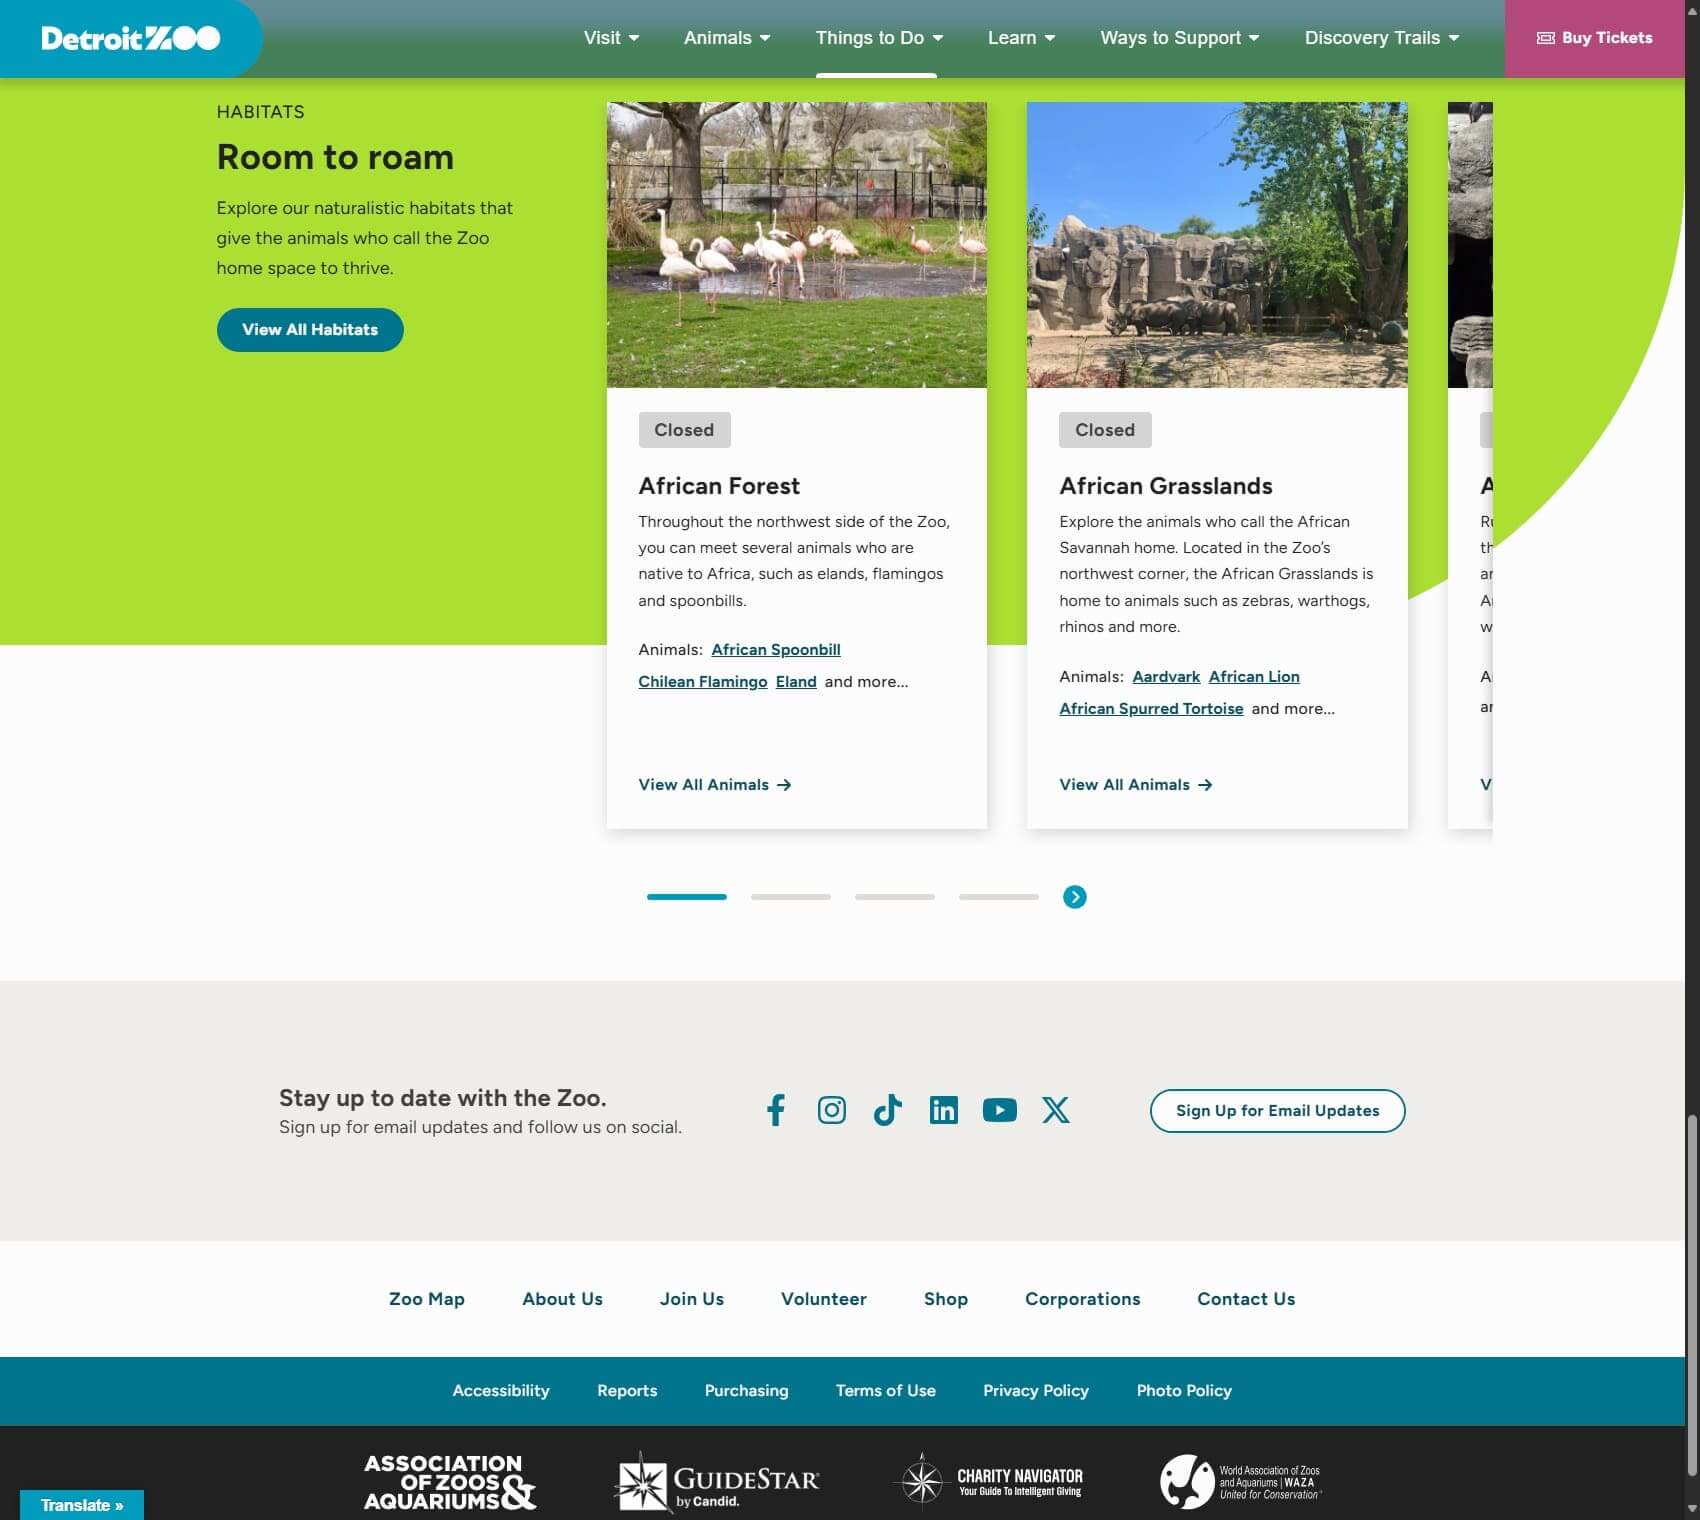 Detroit ZOO
Visit
Animals
Things to Do
Learn
Ways to Support
Discovery Trails
Buy Tickets
HABITATS
Room to roam
Explore our naturalistic habitats that
give the animals who call the Zoo
home space to thrive.
View All Habitats
Closed
African Forest
Throughout the northwest side of the Zoo,
you can meet several animals who are
native to Africa, such as elands, flamingos
and spoonbills.
Animals: African Spoonbill
Chilean Flamingo Eland and more...
View All Animals
Closed
African Grasslands
Explore the animals who call the African
Savannah home. Located in the Zoo's
northwest corner, the African Grasslands is
home to animals such as zebras, warthogs,
rhinos and more.
Animals: Aardvark African Lion
African Spurred Tortoise and more...
View All Animals
Stay up to date with the Zoo.
Sign up for email updates and follow us on social.
Sign Up for Email Updates
Zoo Map
About Us
Join Us
Volunteer
Shop
Corporations
Contact Us
Accessibility
Reports
Purchasing
Terms of Use
Privacy Policy
Photo Policy
ASSOCIATION
OF ZOOS &
AQUARIUMS
GUIDESTAR
by Candid.
CHARITY NAVIGATOR
Your Guide To Intelligent Giving
World Association of Zoos
and Aquariums | WAZA
United for Conservation
Translate »